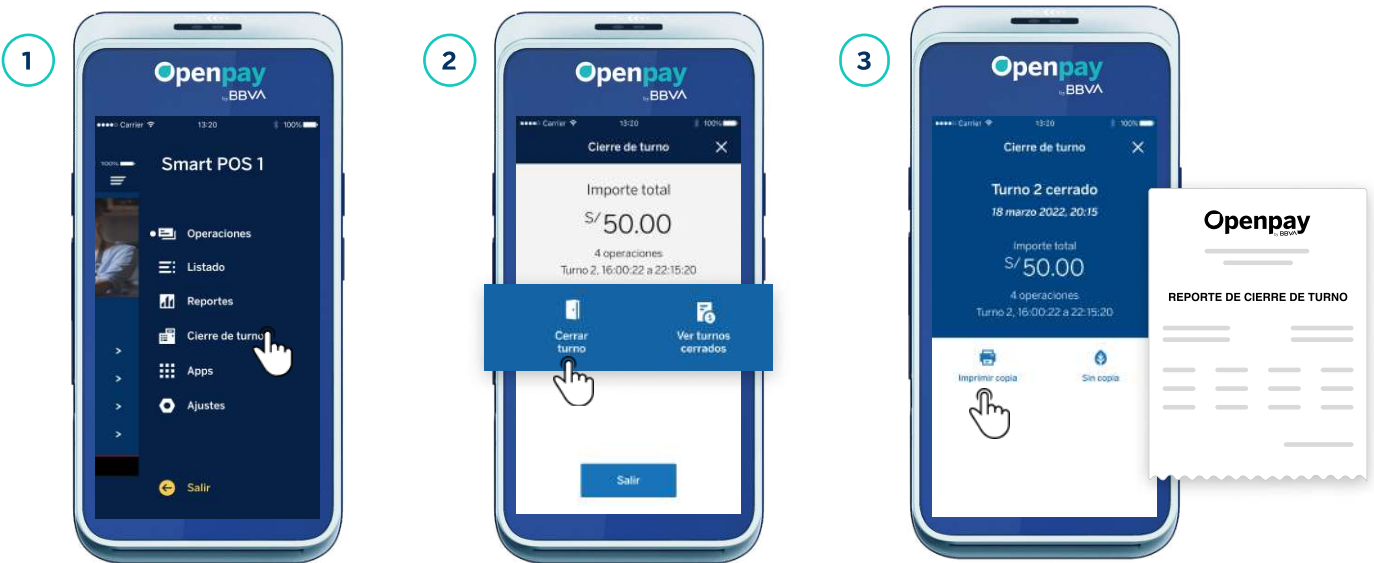 1
Openpay
by BBVA
Carrier 13:20 100%
100%
Smart POS 1
Operaciones
Listado
Reportes
Cierre de turno
>
Apps
>
Ajustes
>
>
Salir
2
Openpay
by BBVA
Carrier 13:20 100%
Cierre de turno X
Importe total
S/ 50.00
4 operaciones
Turno 2, 16:00:22 a 22:15:20
Cerrar turno
Ver turnos cerrados
Salir
3
Openpay
by BBVA
Carrier 13:20 100%
Cierre de turno X
Turno 2 cerrado
18 marzo 2022, 20:15
Importe total
S/ 50.00
4 operaciones
Turno 2, 16:00:22 a 22:15:20
Imprimir copia
Sin copia
Openpay
by BBVA
REPORTE DE CIERRE DE TURNO